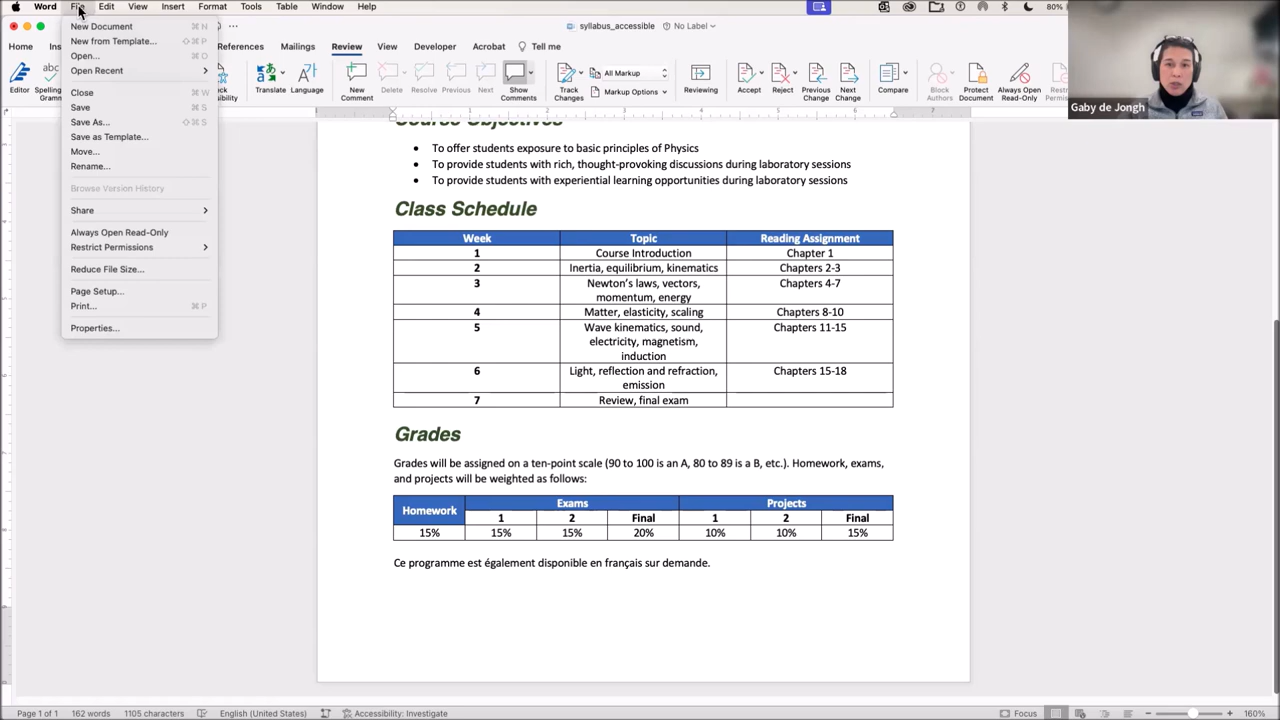 Word File Edit View Insert Format Tools Table Window Help 80%
syllabus_accessible No Label
Home References Mailings Review View Developer Acrobat Tell me
Editor Translate Language New Comment Delete Previous Next Show Comments Track Changes All Markup Markup Options Reviewing Accept Reject Previous Change Next Change Compare Block Authors Protect Document Always Open Read-Only
Gaby de Jongh
New Document ⌘ N
New from Template... ⇧⌘ P
Open... ⌘ O
Open Recent
Close ⌘ W
Save ⌘ S
Save As... ⇧⌘ S
Save as Template...
Move...
Rename...
Browse Version History
Share
Always Open Read-Only
Restrict Permissions
Reduce File Size...
Page Setup...
Print... ⌘ P
Properties...
Course Objectives
• To offer students exposure to basic principles of Physics
• To provide students with rich, thought-provoking discussions during laboratory sessions
• To provide students with experiential learning opportunities during laboratory sessions
Class Schedule
Week Topic Reading Assignment
1 Course Introduction Chapter 1
2 Inertia, equilibrium, kinematics Chapters 2-3
3 Newton's laws, vectors, Chapters 4-7
momentum, energy
4 Matter, elasticity, scaling Chapters 8-10
5 Wave kinematics, sound, Chapters 11-15
electricity, magnetism,
induction
6 Light, reflection and refraction, Chapters 15-18
emission
7 Review, final exam
Grades
Grades will be assigned on a ten-point scale (90 to 100 is an A, 80 to 89 is a B, etc.). Homework, exams,
and projects will be weighted as follows:
Homework Exams Projects
1 2 Final 1 2 Final
15% 15% 15% 20% 10% 10% 15%
Ce programme est également disponible en français sur demande.
Page 1 of 1 162 words 1105 characters English (United States) Accessibility: Investigate Focus 160%